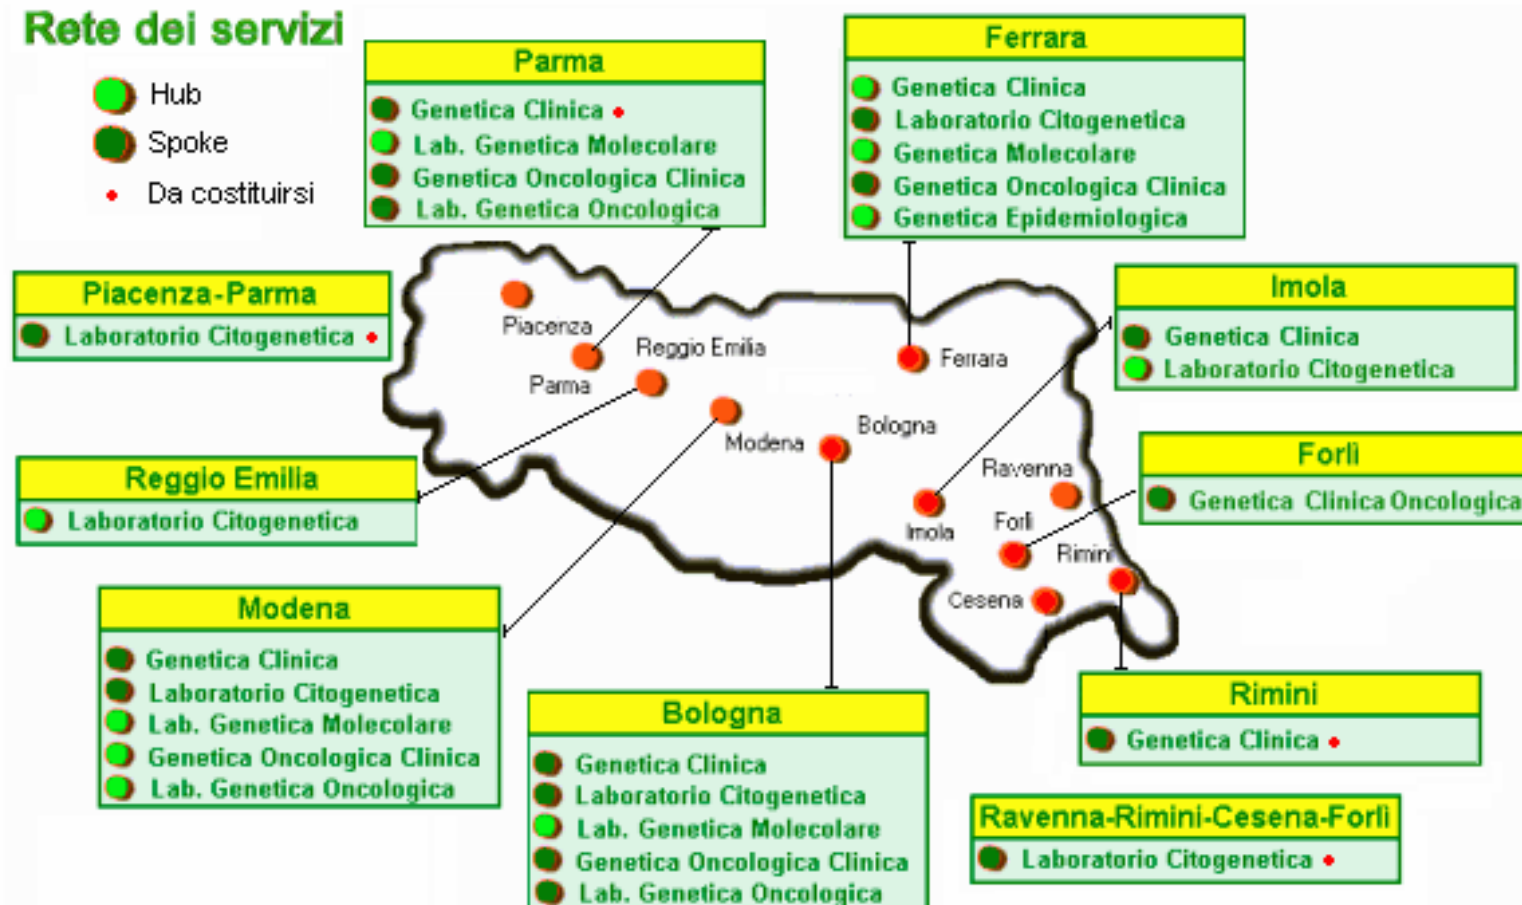 Rete dei servizi
Hub
Spoke
Da costituirsi
Parma
Genetica Clinica
Lab. Genetica Molecolare
Genetica Oncologica Clinica
Lab. Genetica Oncologica
Ferrara
Genetica Clinica
Laboratorio Citogenetica
Genetica Molecolare
Genetica Oncologica Clinica
Genetica Epidemiologica
Piacenza-Parma
Laboratorio Citogenetica
Imola
Genetica Clinica
Laboratorio Citogenetica
Piacenza
Parma
Reggio Emilia
Modena
Bologna
Ferrara
Imola
Ravenna
Forlì
Rimini
Cesena
Reggio Emilia
Laboratorio Citogenetica
Forlì
Genetica Clinica Oncologica
Modena
Genetica Clinica
Laboratorio Citogenetica
Lab. Genetica Molecolare
Genetica Oncologica Clinica
Lab. Genetica Oncologica
Bologna
Genetica Clinica
Laboratorio Citogenetica
Lab. Genetica Molecolare
Genetica Oncologica Clinica
Lab. Genetica Oncologica
Rimini
Genetica Clinica
Ravenna-Rimini-Cesena-Forlì
Laboratorio Citogenetica